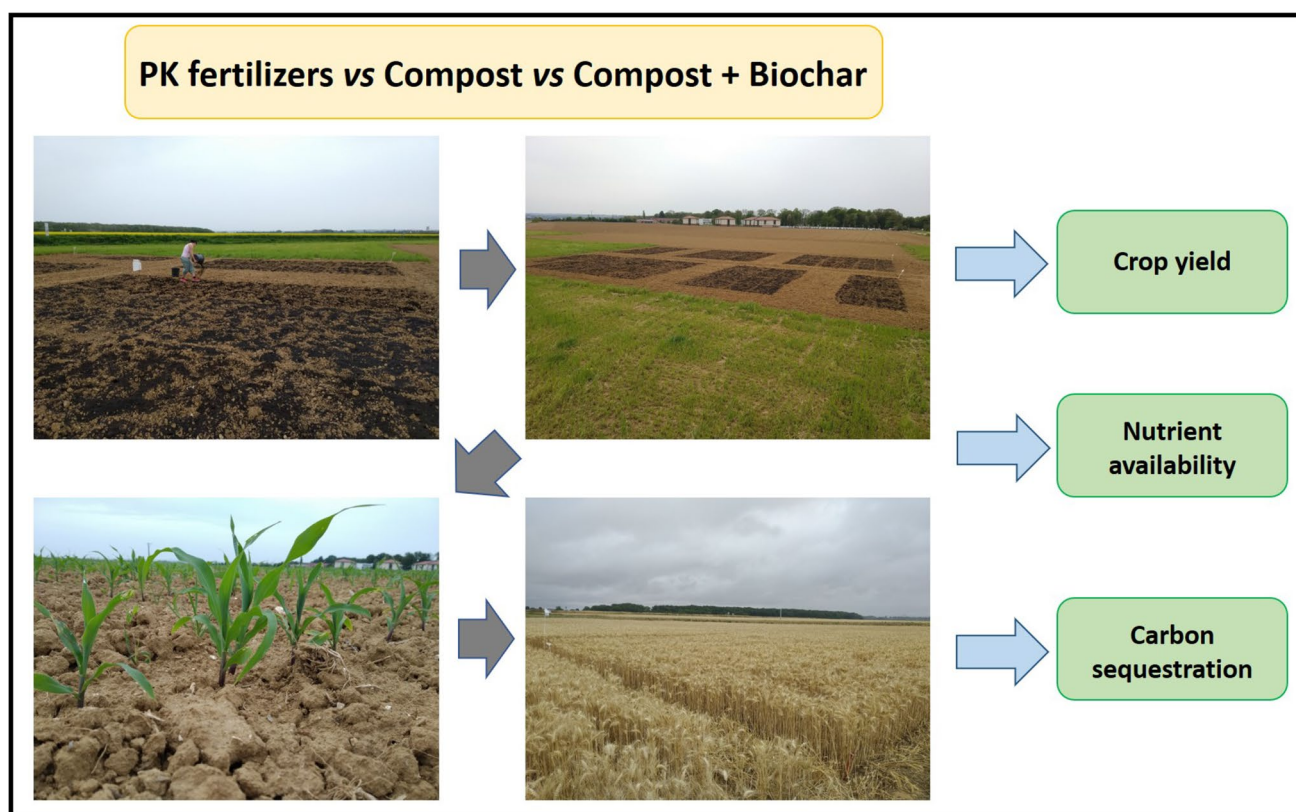 PK fertilizers vs Compost vs Compost + Biochar
Crop yield
Nutrient
availability
Carbon
sequestration